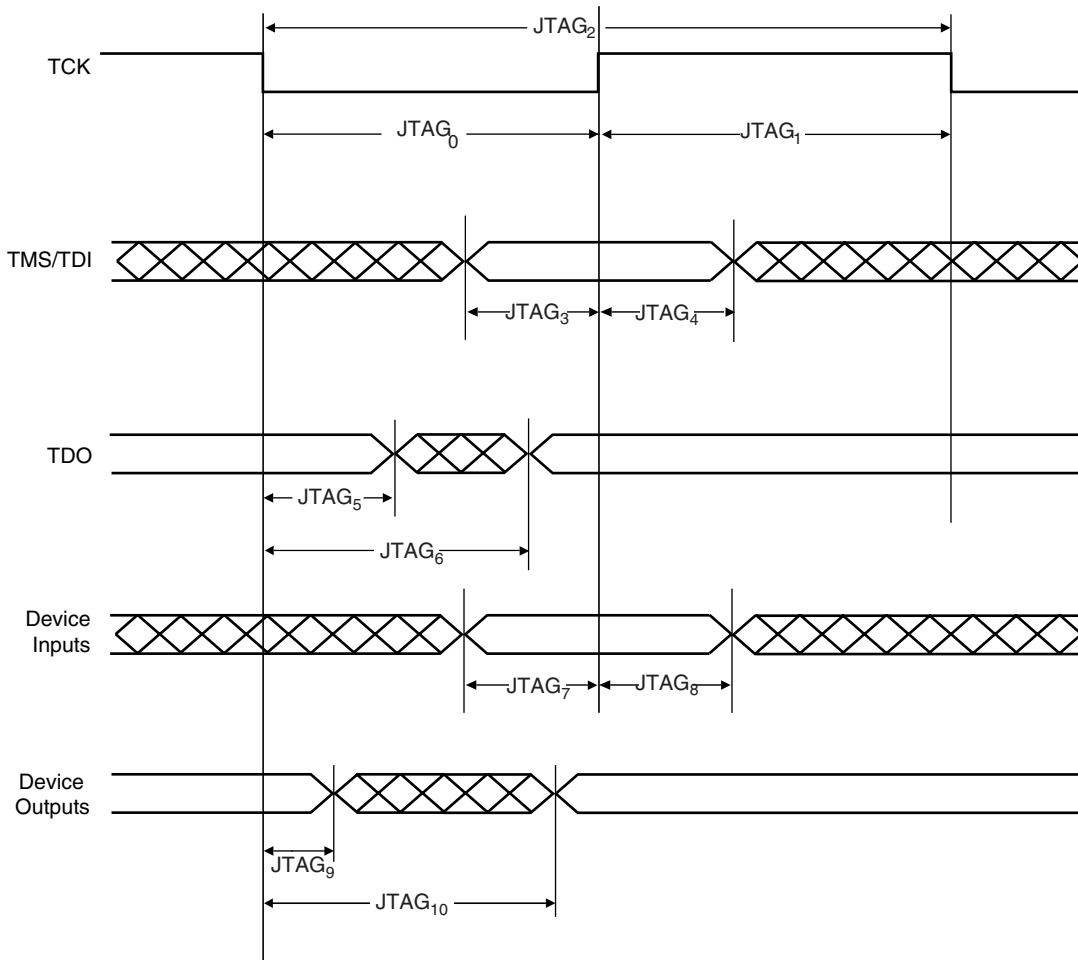 JTAG₂
TCK
JTAG₀
JTAG₁
TMS/TDI
JTAG₃
JTAG₄
TDO
JTAG₅
JTAG₆
Device
Inputs
JTAG₇
JTAG₈
Device
Outputs
JTAG₉
JTAG₁₀